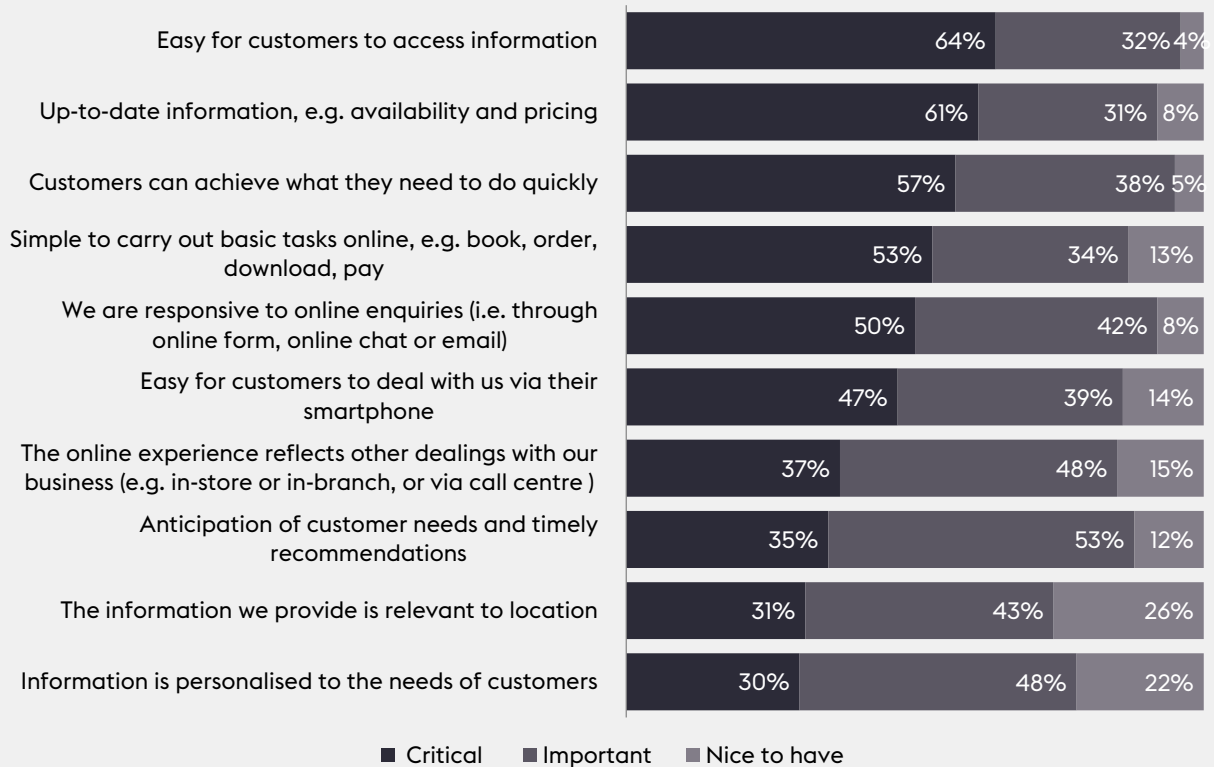 Easy for customers to access information
64% 32% 4%
Up-to-date information, e.g. availability and pricing
61% 31% 8%
Customers can achieve what they need to do quickly
57% 38% 5%
Simple to carry out basic tasks online, e.g. book, order,
download, pay
53% 34% 13%
We are responsive to online enquiries (i.e. through
online form, online chat or email)
50% 42% 8%
Easy for customers to deal with us via their
smartphone
47% 39% 14%
The online experience reflects other dealings with our
business (e.g. in-store or in-branch, or via call centre )
37% 48% 15%
Anticipation of customer needs and timely
recommendations
35% 53% 12%
The information we provide is relevant to location
31% 43% 26%
Information is personalised to the needs of customers
30% 48% 22%
Critical Important Nice to have